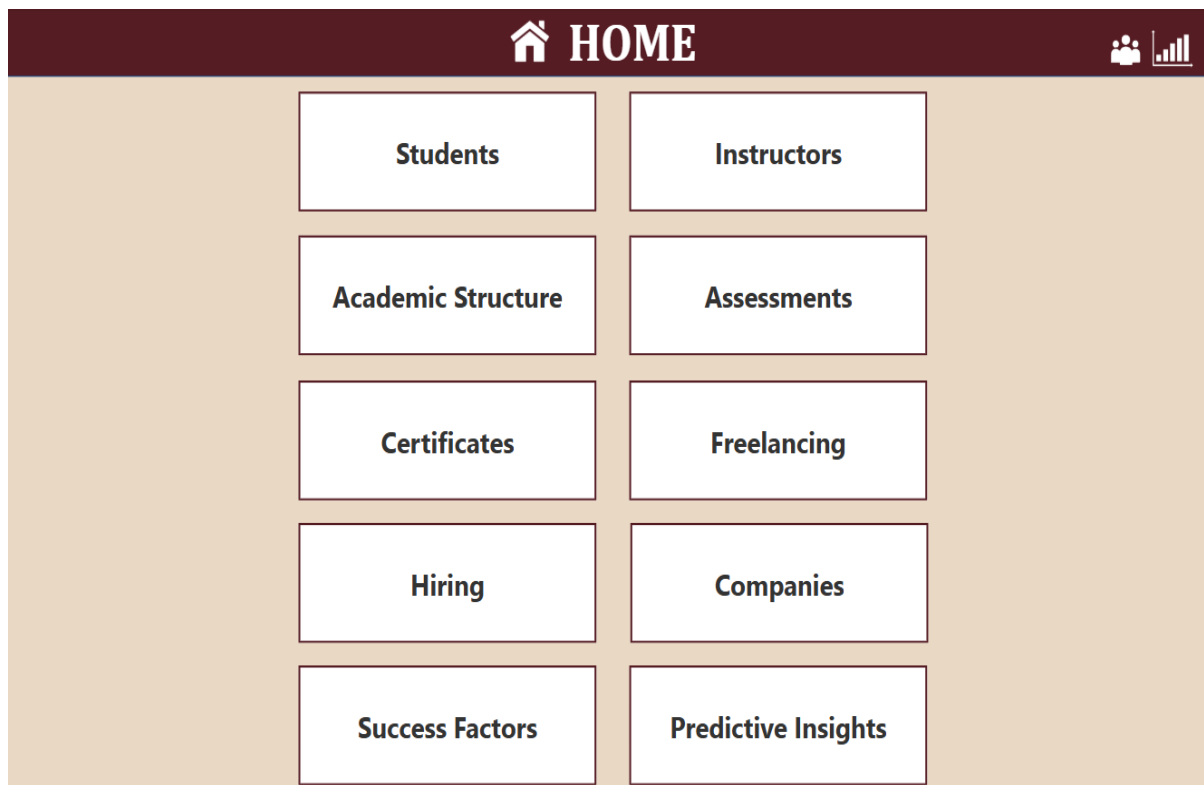 HOME
Students
Instructors
Academic Structure
Assessments
Certificates
Freelancing
Hiring
Companies
Success Factors
Predictive Insights